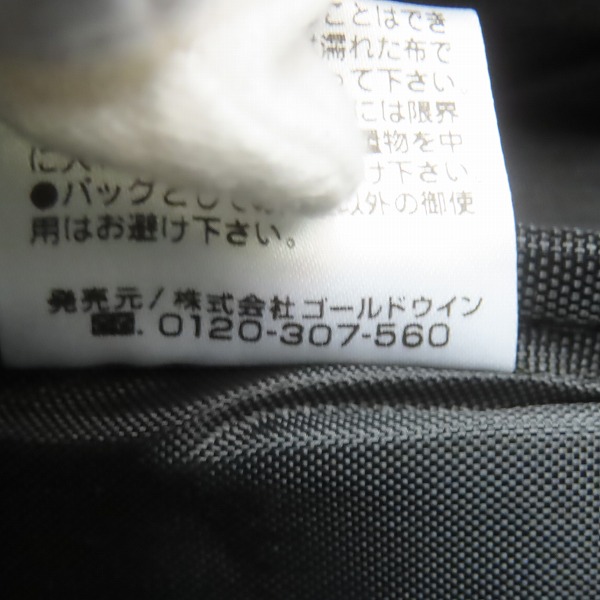 ことはでき
濡れた布で
って下さい。
には限界
物を中
に入 け下さい
●バッグとして 以外の御使
用はお避け下さい。
発売元/株式会社ゴールドウイン
. 0120-307-560